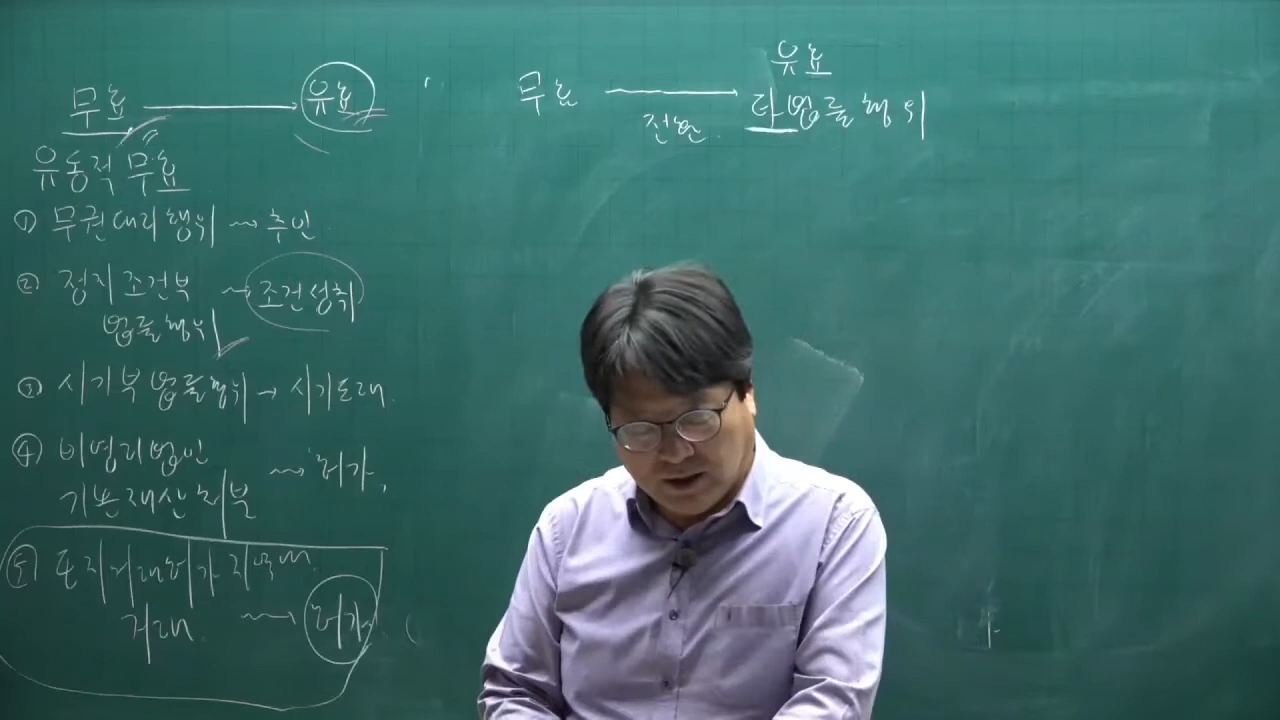 무효 → 유효
유동적 무효
① 무권대리행위 → 추인
② 정지조건부 → 조건성취
법률행위
③ 시기부 법률행위 → 시기도래
④ 비영리법인
기본재산 처분 → 허가
⑤ 토지거래허가 지역내
거래 → 허가
무효 → 유효
전환 타법률행위